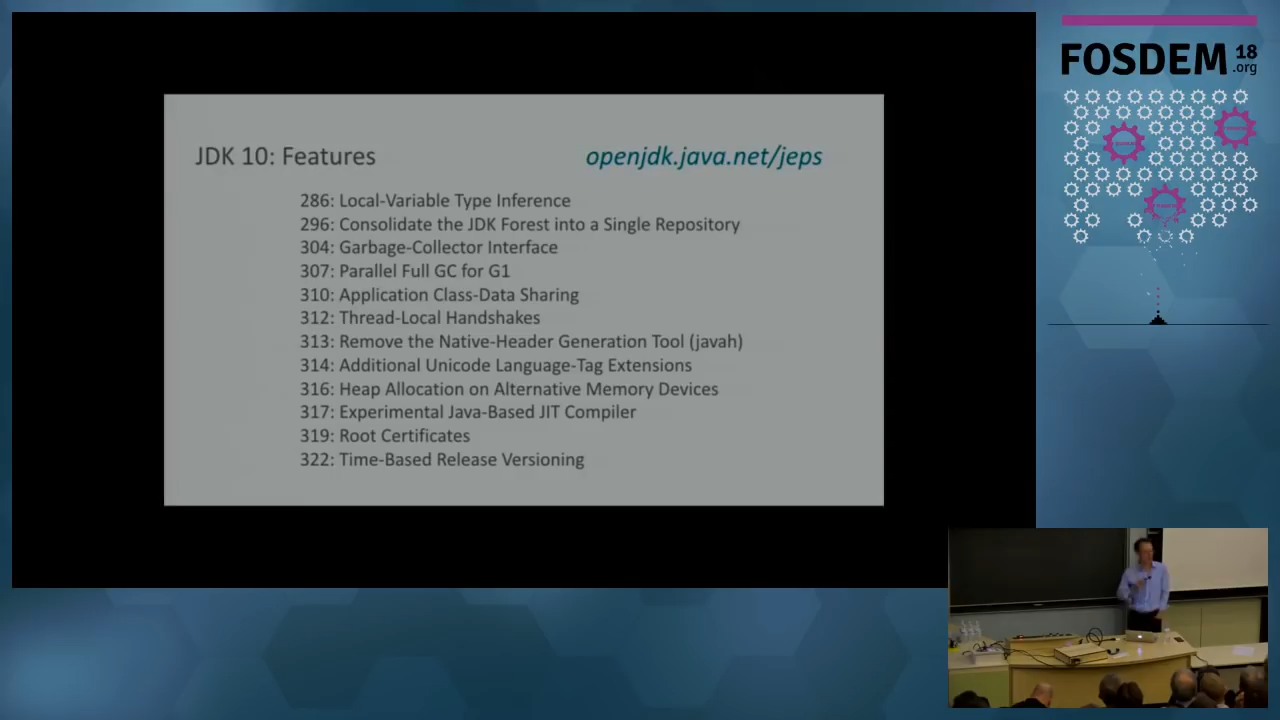 JDK 10: Features
openjdk.java.net/jeps
286: Local-Variable Type Inference
296: Consolidate the JDK Forest into a Single Repository
304: Garbage-Collector Interface
307: Parallel Full GC for G1
310: Application Class-Data Sharing
312: Thread-Local Handshakes
313: Remove the Native-Header Generation Tool (javah)
314: Additional Unicode Language-Tag Extensions
316: Heap Allocation on Alternative Memory Devices
317: Experimental Java-Based JIT Compiler
319: Root Certificates
322: Time-Based Release Versioning
FOSDEM 18
.org